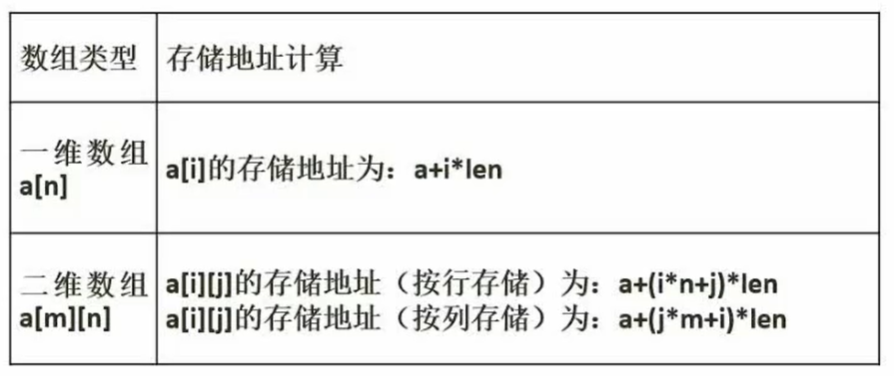 数组类型
存储地址计算
一维数组
a[n]
a[i]的存储地址为：a+i*len
二维数组
a[m][n]
a[i][j]的存储地址（按行存储）为：a+(i*n+j)*len
a[i][j]的存储地址（按列存储）为：a+(j*m+i)*len